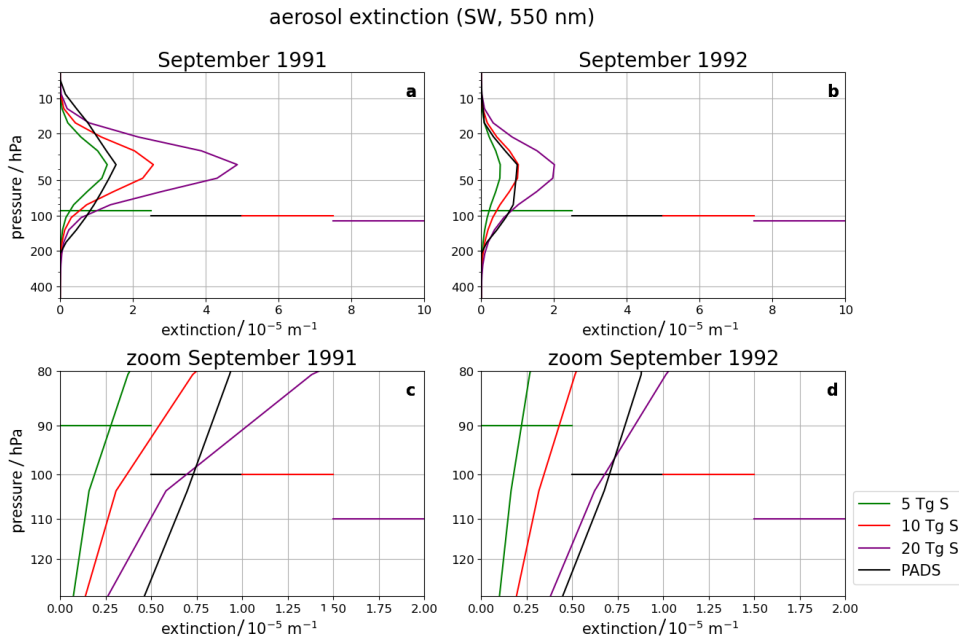 aerosol extinction (SW, 550 nm)
September 1991
September 1992
a
b
10
20
50
100
200
400
pressure / hPa
10
20
50
100
200
400
0 2 4 6 8 10
0 2 4 6 8 10
extinction / 10⁻⁵ m⁻¹
extinction / 10⁻⁵ m⁻¹
zoom September 1991
zoom September 1992
c
d
80
90
100
110
120
pressure / hPa
80
90
100
110
120
5 Tg S
10 Tg S
20 Tg S
PADS
0.00 0.25 0.50 0.75 1.00 1.25 1.50 1.75 2.00
0.00 0.25 0.50 0.75 1.00 1.25 1.50 1.75 2.00
extinction / 10⁻⁵ m⁻¹
extinction / 10⁻⁵ m⁻¹